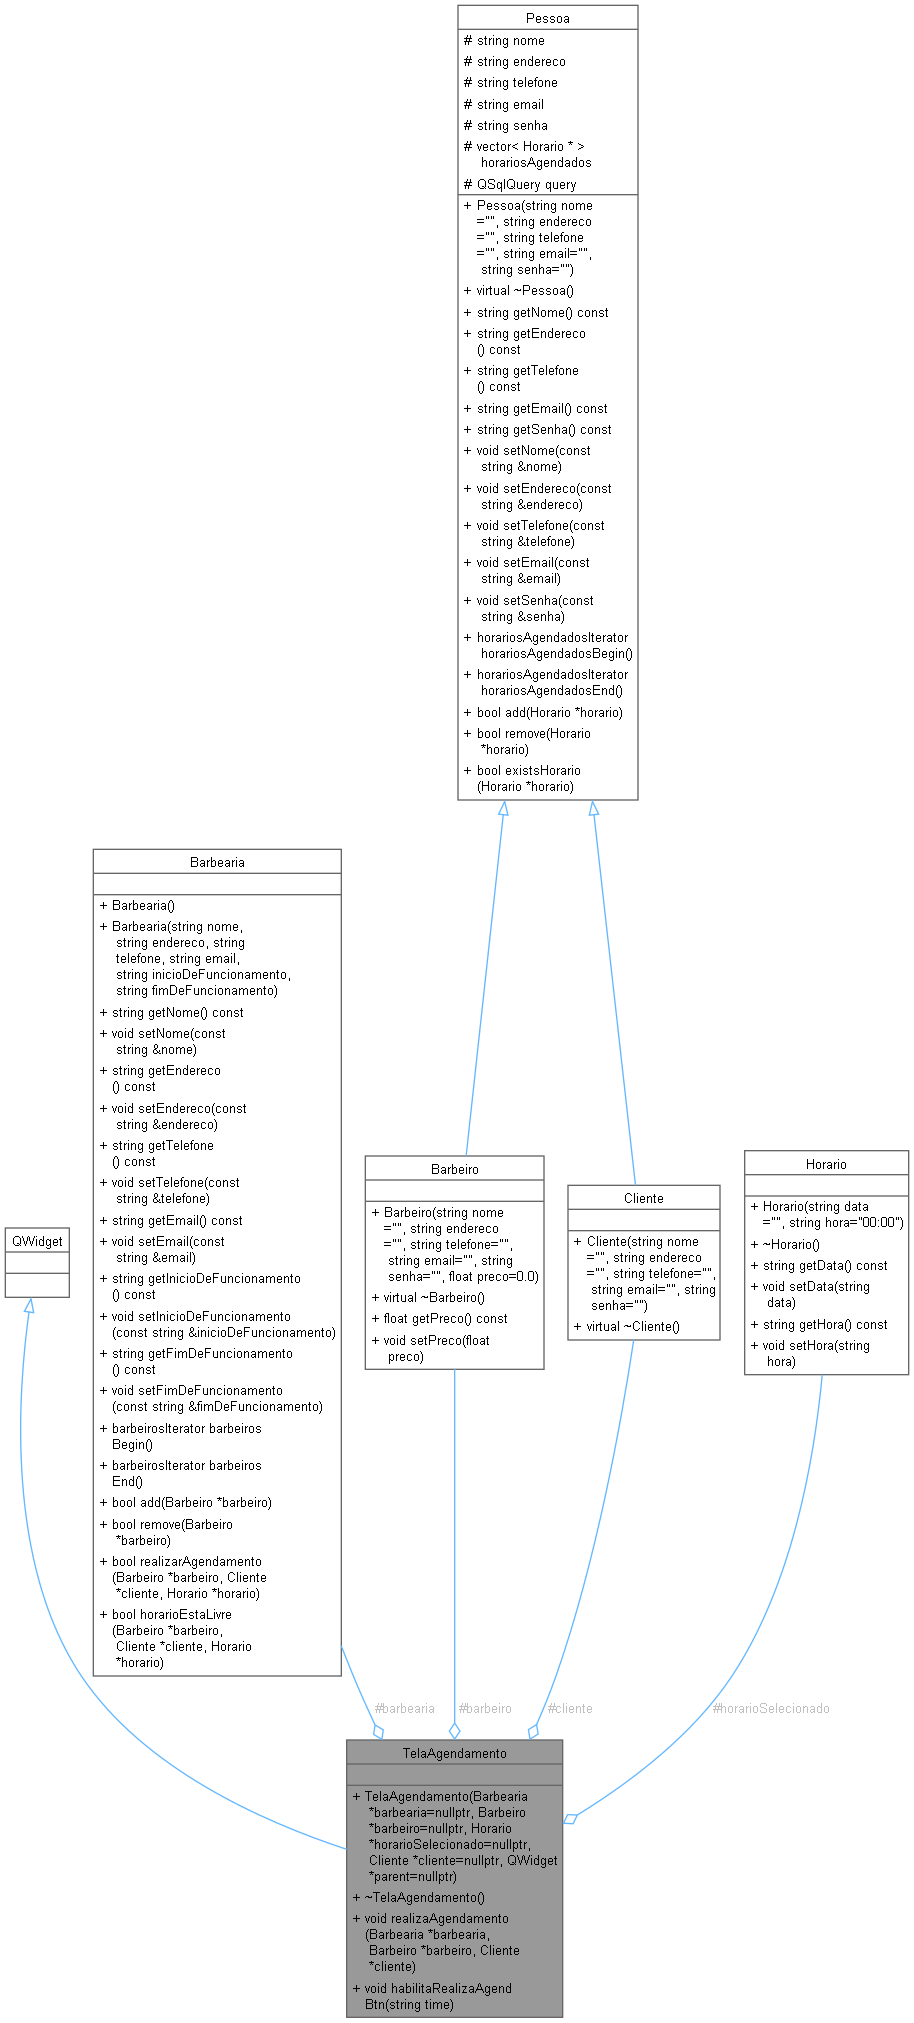 Pessoa
# string nome
# string endereco
# string telefone
# string email
# string senha
# vector< Horario * >
horariosAgendados
# QSqlQuery query
+ Pessoa(string nome
="", string endereco
="", string telefone
="", string email="",
string senha="")
+ virtual ~Pessoa()
+ string getNome() const
+ string getEndereco
() const
+ string getTelefone
() const
+ string getEmail() const
+ string getSenha() const
+ void setNome(const
string &nome)
+ void setEndereco(const
string &endereco)
+ void setTelefone(const
string &telefone)
+ void setEmail(const
string &email)
+ void setSenha(const
string &senha)
+ horariosAgendadosIterator
horariosAgendadosBegin()
+ horariosAgendadosIterator
horariosAgendadosEnd()
+ bool add(Horario *horario)
+ bool remove(Horario
*horario)
+ bool existsHorario
(Horario *horario)
Barbearia
+ Barbearia()
+ Barbearia(string nome,
string endereco, string
telefone, string email,
string inicioDeFuncionamento,
string fimDeFuncionamento)
+ string getNome() const
+ void setNome(const
string &nome)
+ string getEndereco
() const
+ void setEndereco(const
string &endereco)
+ string getTelefone
() const
+ void setTelefone(const
string &telefone)
+ string getEmail() const
+ void setEmail(const
string &email)
+ string getInicioDeFuncionamento
() const
+ void setInicioDeFuncionamento
(const string &inicioDeFuncionamento)
+ string getFimDeFuncionamento
() const
+ void setFimDeFuncionamento
(const string &fimDeFuncionamento)
+ barbeirosIterator barbeiros
Begin()
+ barbeirosIterator barbeiros
End()
+ bool add(Barbeiro *barbeiro)
+ bool remove(Barbeiro
*barbeiro)
+ bool realizarAgendamento
(Barbeiro *barbeiro, Cliente
*cliente, Horario *horario)
+ bool horarioEstaLivre
(Barbeiro *barbeiro,
Cliente *cliente, Horario
*horario)
QWidget
Barbeiro
+ Barbeiro(string nome
="", string endereco
="", string telefone="",
string email="", string
senha="", float preco=0.0)
+ virtual ~Barbeiro()
+ float getPreco() const
+ void setPreco(float
preco)
Cliente
+ Cliente(string nome
="", string endereco
="", string telefone="",
string email="", string
senha="")
+ virtual ~Cliente()
Horario
+ Horario(string data
="", string hora="00:00")
+ ~Horario()
+ string getData() const
+ void setData(string
data)
+ string getHora() const
+ void setHora(string
hora)
#barbearia
#barbeiro
#cliente
#horarioSelecionado
TelaAgendamento
+ TelaAgendamento(Barbearia
*barbearia=nullptr, Barbeiro
*barbeiro=nullptr, Horario
*horarioSelecionado=nullptr,
Cliente *cliente=nullptr, QWidget
*parent=nullptr)
+ ~TelaAgendamento()
+ void realizaAgendamento
(Barbearia *barbearia,
Barbeiro *barbeiro, Cliente
*cliente)
+ void habilitaRealizaAgend
Btn(string time)